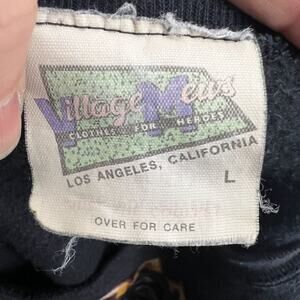 Village Mews
CLOTHES FOR HEROES
LOS ANGELES, CALIFORNIA
L
OVER FOR CARE